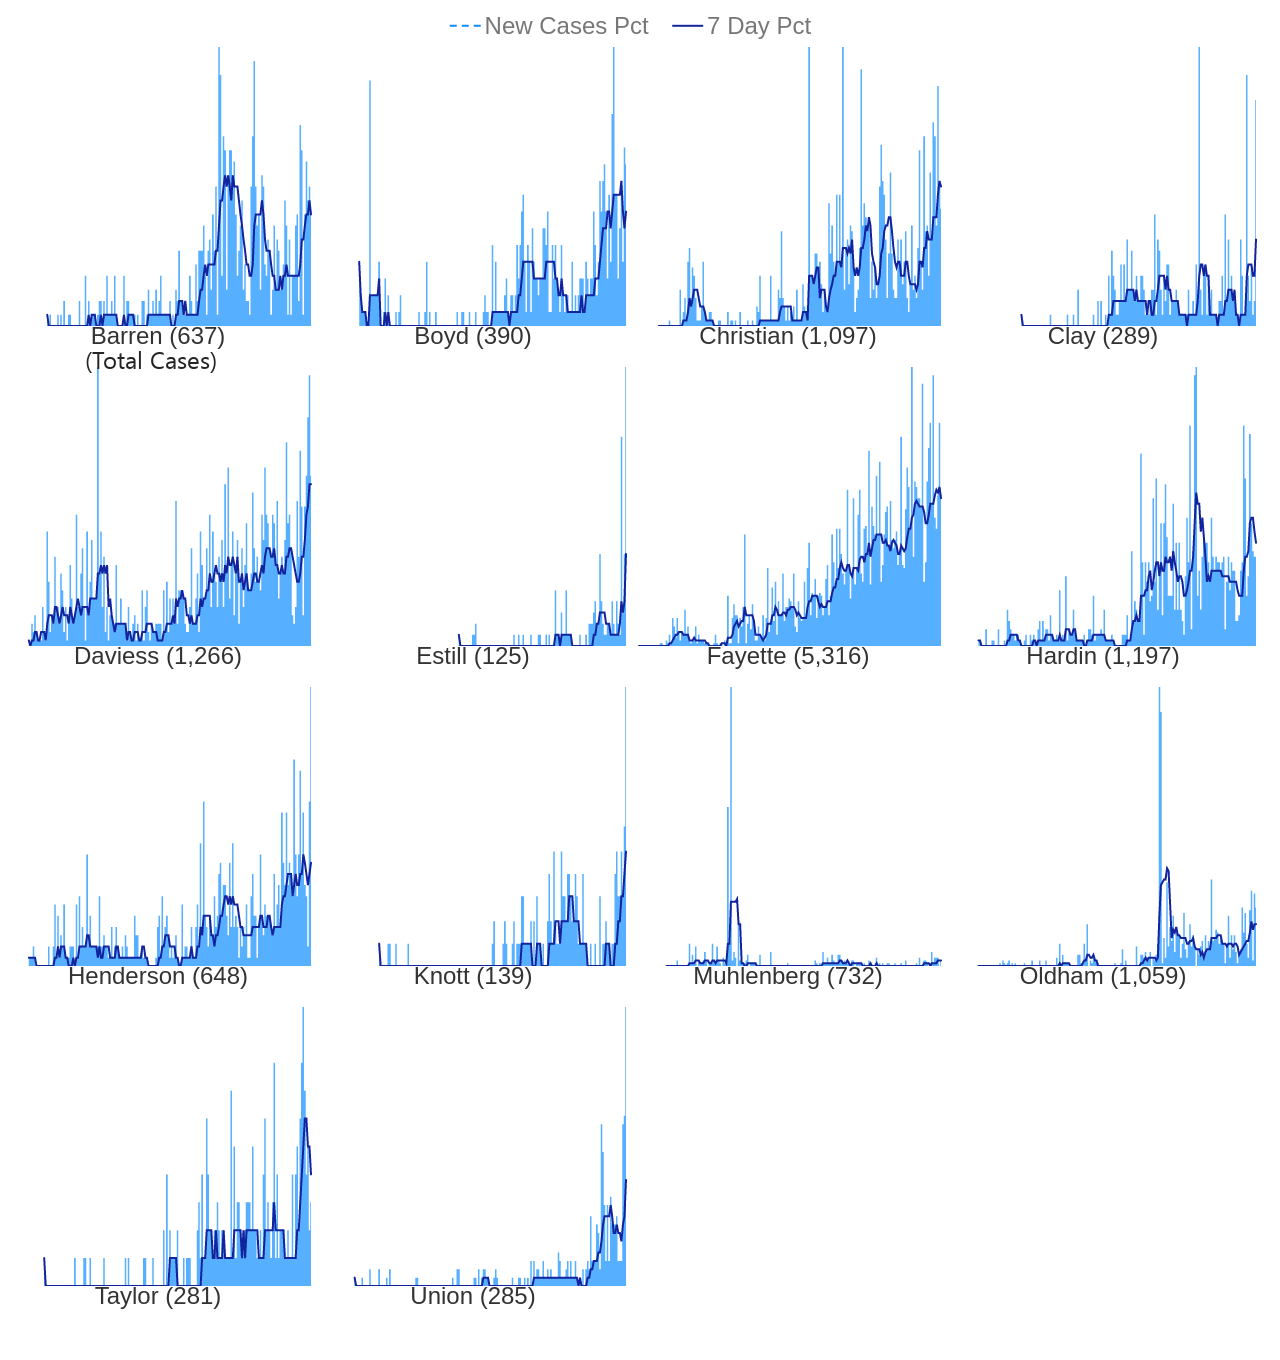 New Cases Pct 7 Day Pct
Barren (637) Boyd (390) Christian (1,097) Clay (289)
(Total Cases)
Daviess (1,266) Estill (125) Fayette (5,316) Hardin (1,197)
Henderson (648) Knott (139) Muhlenberg (732) Oldham (1,059)
Taylor (281) Union (285)